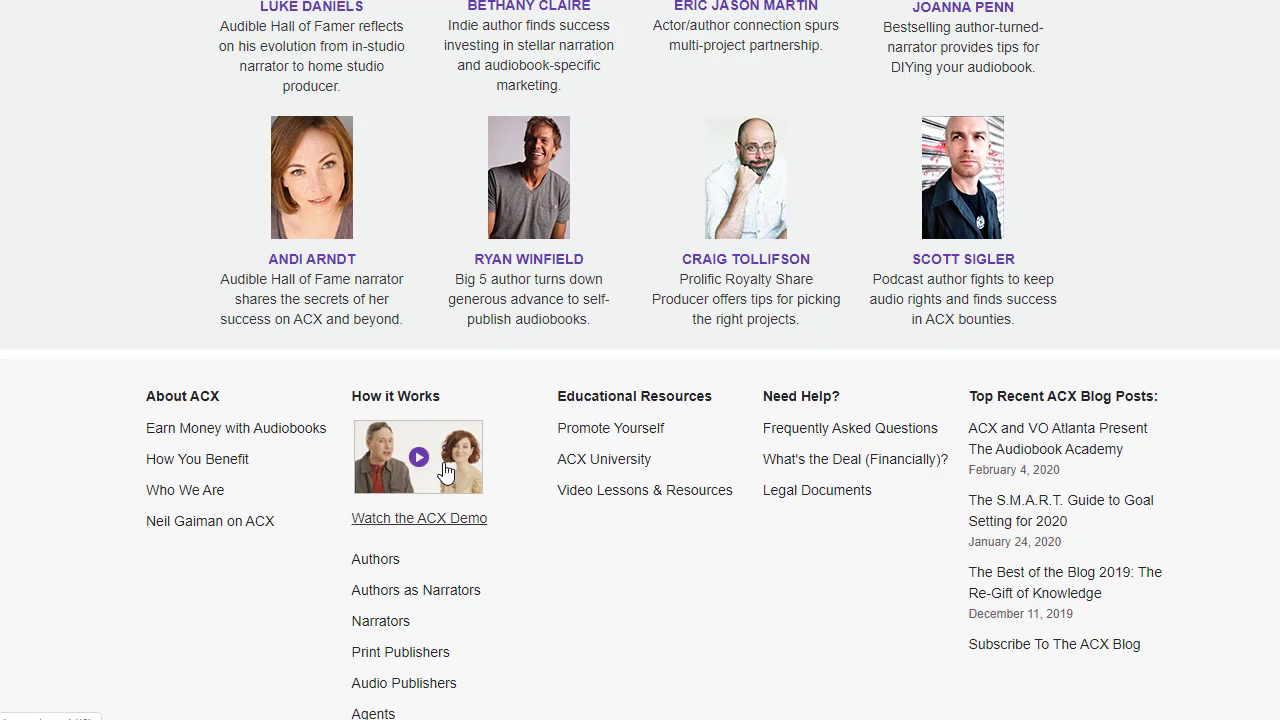 LUKE DANIELS
Audible Hall of Famer reflects
on his evolution from in-studio
narrator to home studio
producer.
BETHANY CLAIRE
Indie author finds success
investing in stellar narration
and audiobook-specific
marketing.
ERIC JASON MARTIN
Actor/author connection spurs
multi-project partnership.
JOANNA PENN
Bestselling author-turned-
narrator provides tips for
DIYing your audiobook.
ANDI ARNDT
Audible Hall of Fame narrator
shares the secrets of her
success on ACX and beyond.
RYAN WINFIELD
Big 5 author turns down
generous advance to self-
publish audiobooks.
CRAIG TOLLIFSON
Prolific Royalty Share
Producer offers tips for picking
the right projects.
SCOTT SIGLER
Podcast author fights to keep
audio rights and finds success
in ACX bounties.
About ACX
Earn Money with Audiobooks
How You Benefit
Who We Are
Neil Gaiman on ACX
How it Works
Watch the ACX Demo
Authors
Authors as Narrators
Narrators
Print Publishers
Audio Publishers
Agents
Educational Resources
Promote Yourself
ACX University
Video Lessons & Resources
Need Help?
Frequently Asked Questions
What's the Deal (Financially)?
Legal Documents
Top Recent ACX Blog Posts:
ACX and VO Atlanta Present
The Audiobook Academy
February 4, 2020
The S.M.A.R.T. Guide to Goal
Setting for 2020
January 24, 2020
The Best of the Blog 2019: The
Re-Gift of Knowledge
December 11, 2019
Subscribe To The ACX Blog